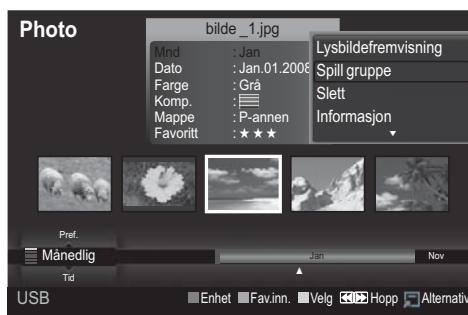 Photo
bilde _1.jpg
Mnd : Jan
Dato : Jan.01.2008
Farge : Grå
Komp. :
Mappe : P-annen
Favoritt : ★ ★ ★
Lysbildefremvisning
Spill gruppe
Slett
Informasjon
Pref.
Månedlig
Jan
Nov
Tid
USB
Enhet Fav.inn. Velg Hopp Alternativ